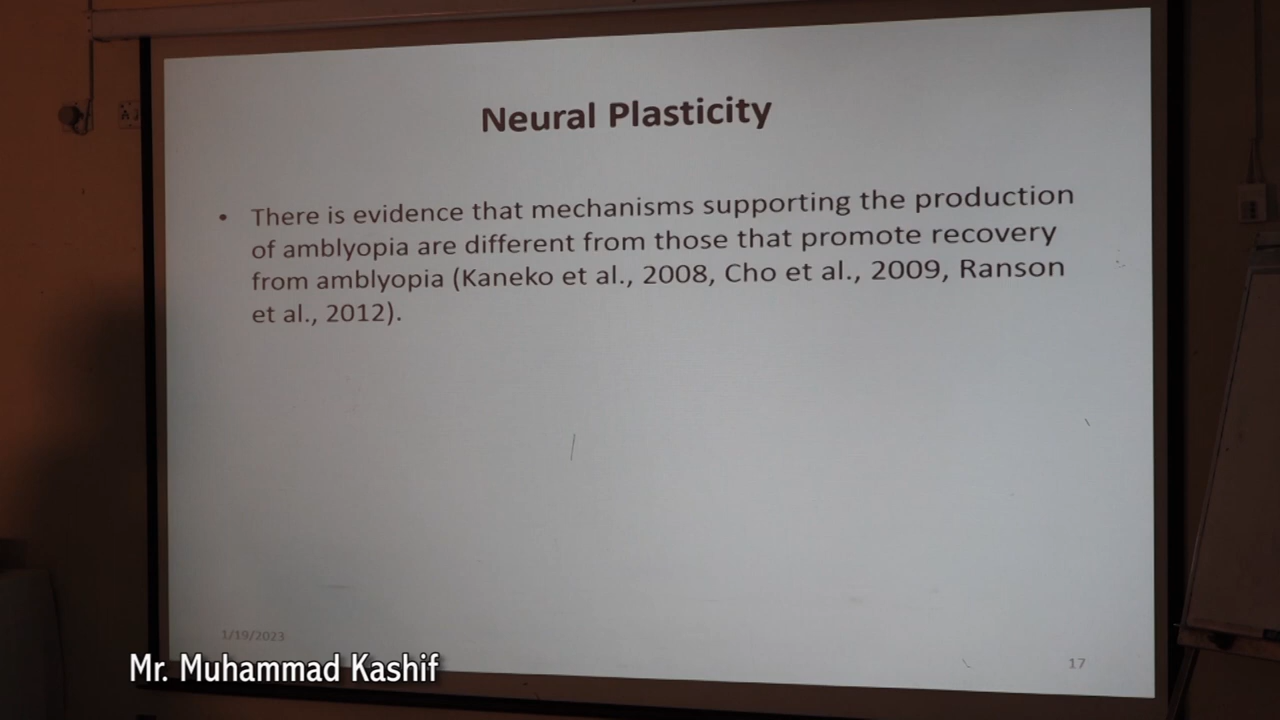 Neural Plasticity
• There is evidence that mechanisms supporting the production
of amblyopia are different from those that promote recovery
from amblyopia (Kaneko et al., 2008, Cho et al., 2009, Ranson
et al., 2012).
1/19/2023
17
Mr. Muhammad Kashif